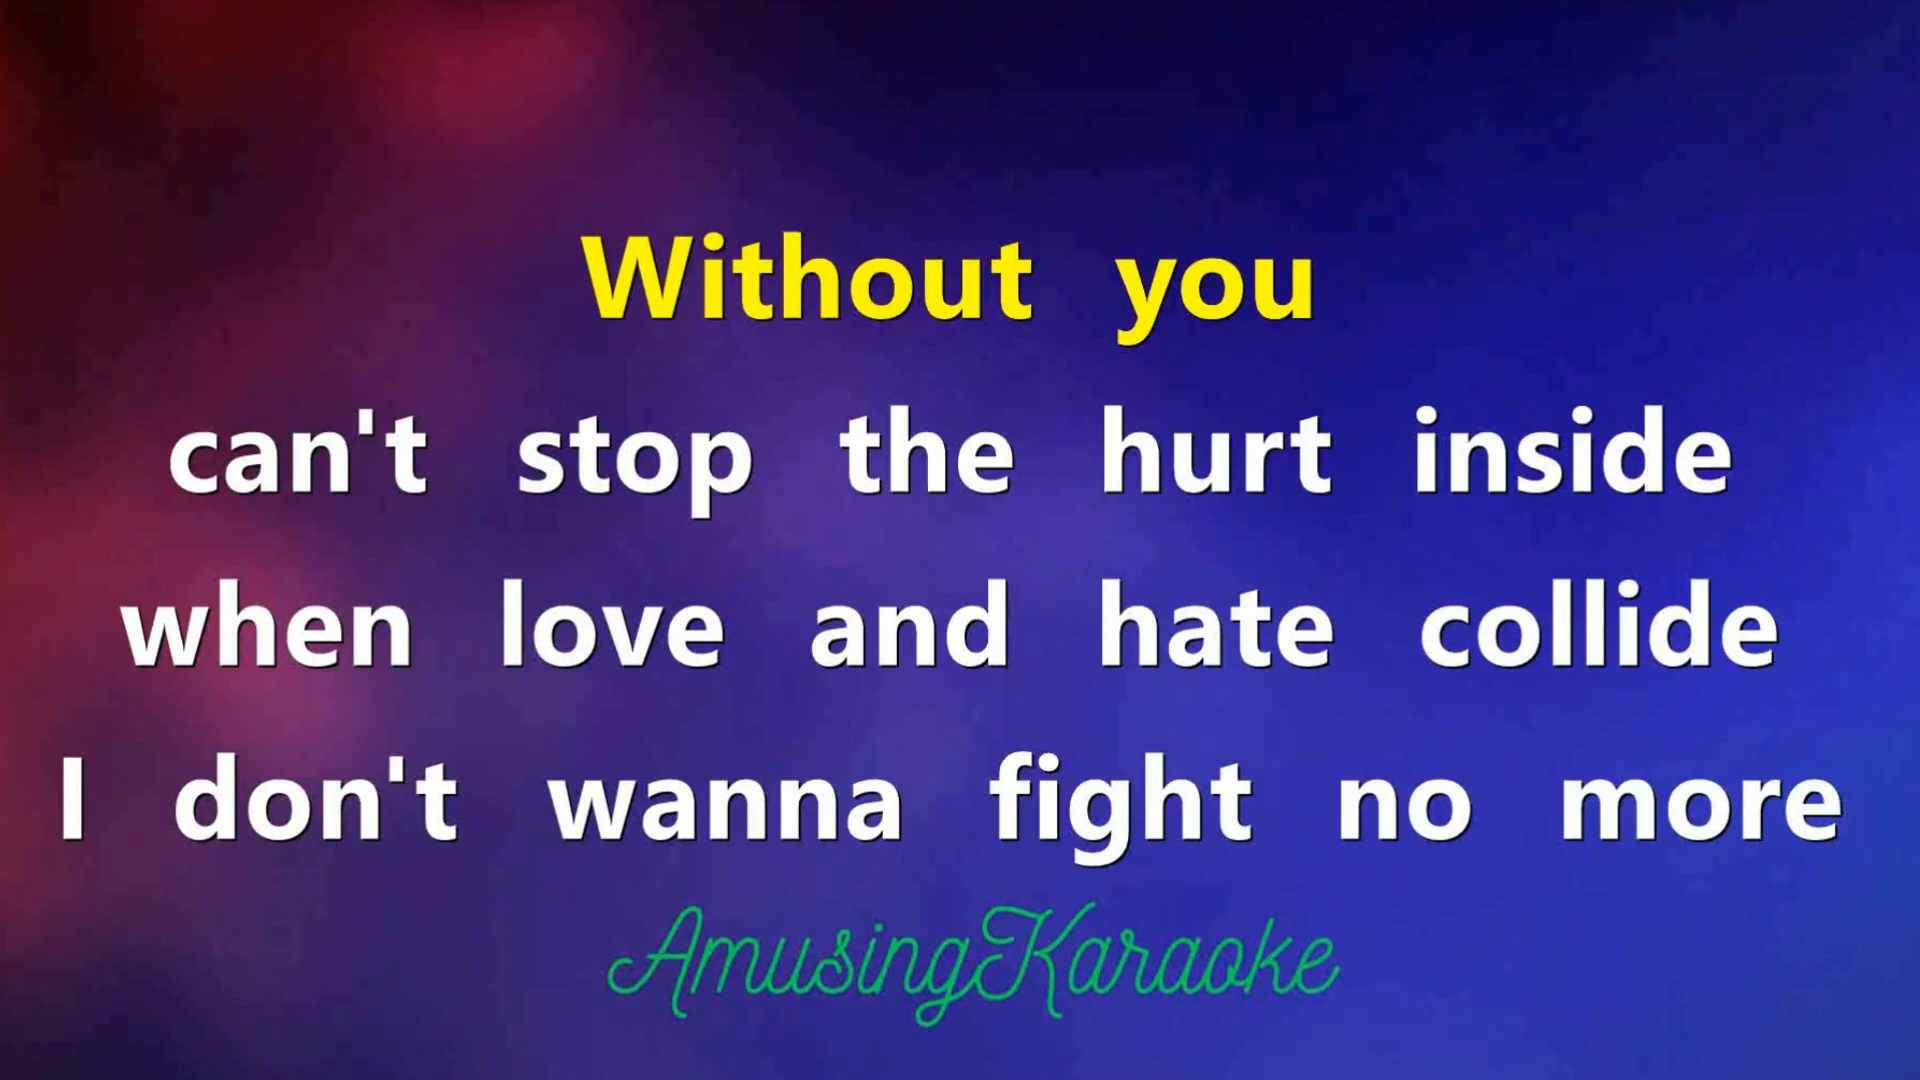 Without you
can't stop the hurt inside
when love and hate collide
I don't wanna fight no more
AmusingKaraoke